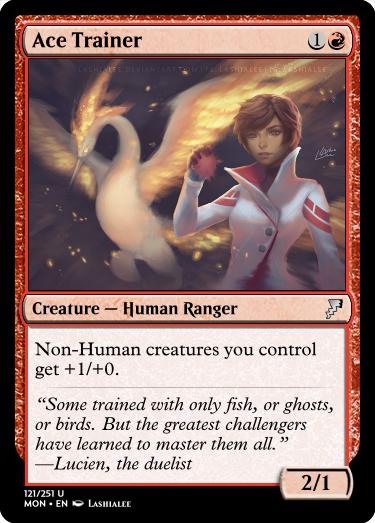 Ace Trainer 1
Creature — Human Ranger
Non-Human creatures you control
get +1/+0.
“Some trained with only fish, or ghosts,
or birds. But the greatest challengers
have learned to master them all.”
—Lucien, the duelist
2/1
121/251 U
MON • EN Lashialee